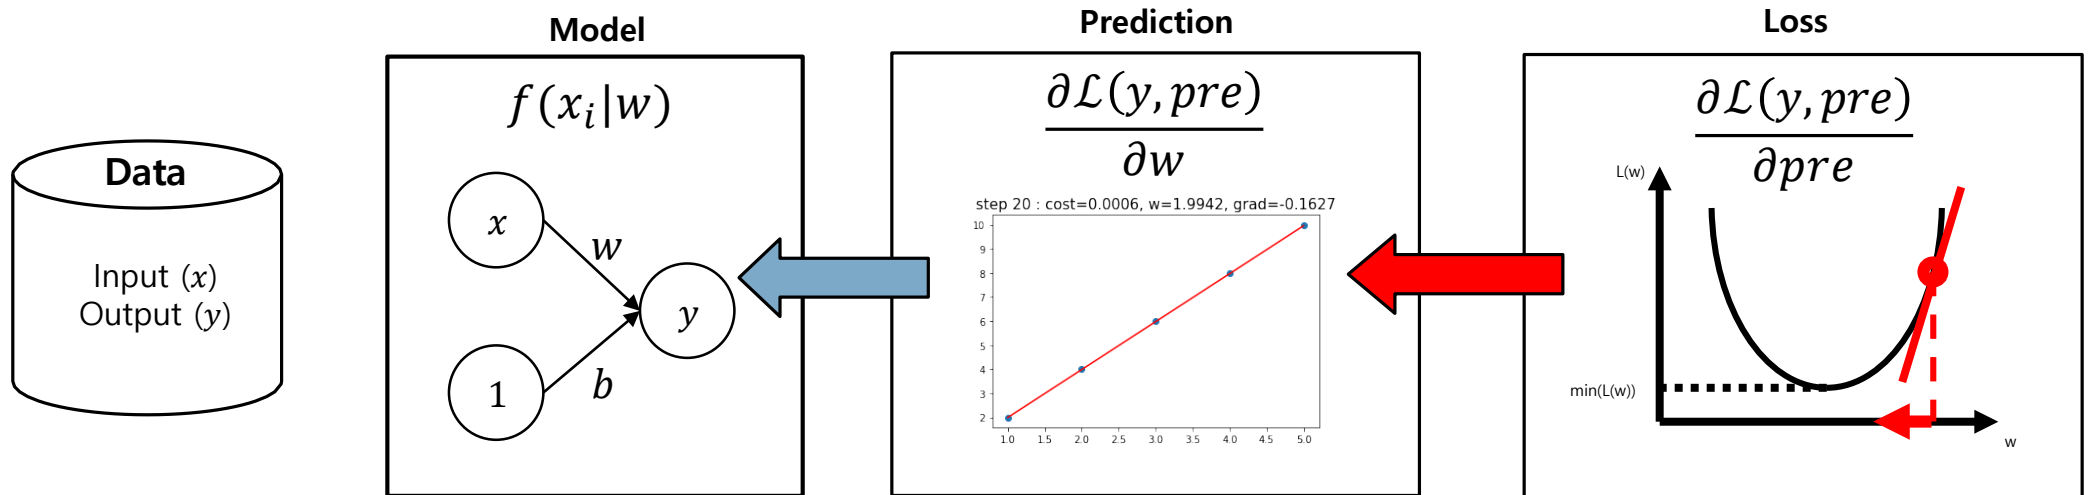 Data
Input (x)
Output (y)
Model
f(x_i|w)
x
w
y
1
b
Prediction
∂ℒ(y, pre)
∂w
step 20 : cost=0.0006, w=1.9942, grad=-0.1627
10
9
8
7
6
5
4
3
2
1.0 1.5 2.0 2.5 3.0 3.5 4.0 4.5 5.0
Loss
∂ℒ(y, pre)
∂pre
L(w)
min(L(w))
w